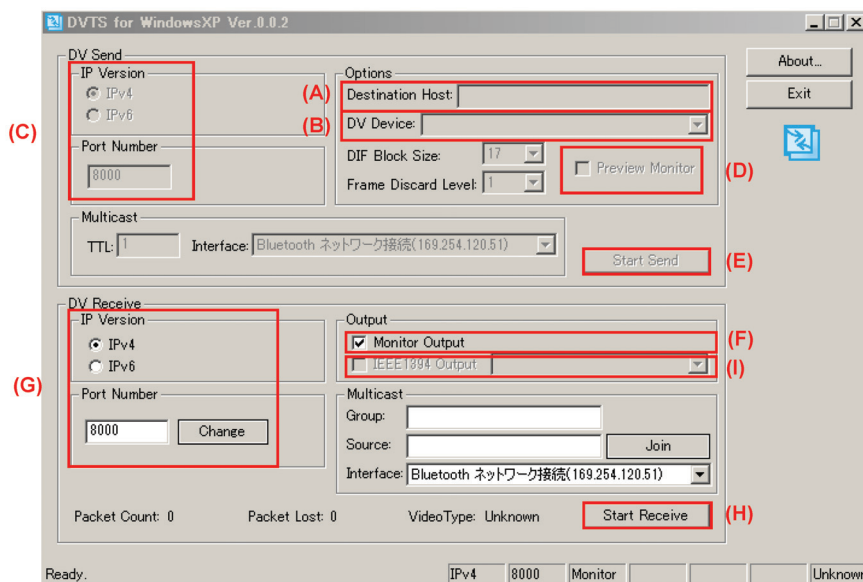 DVTS for WindowsXP Ver.0.0.2
DV Send
IP Version
IPv4
IPv6
(C)
Port Number
8000
Options
(A) Destination Host:
(B) DV Device:
DIF Block Size: 17
Frame Discard Level: 1
Preview Monitor
(D)
About...
Exit
Multicast
TTL: 1 Interface: Bluetooth ネットワーク接続(169.254.120.51)
Start Send (E)
DV Receive
IP Version
IPv4
IPv6
(G)
Port Number
8000 Change
Output
Monitor Output (F)
IEEE1394 Output (I)
Multicast
Group:
Source: Join
Interface: Bluetooth ネットワーク接続(169.254.120.51)
Packet Count: 0 Packet Lost: 0 VideoType: Unknown Start Receive (H)
Ready. IPv4 8000 Monitor Unknown